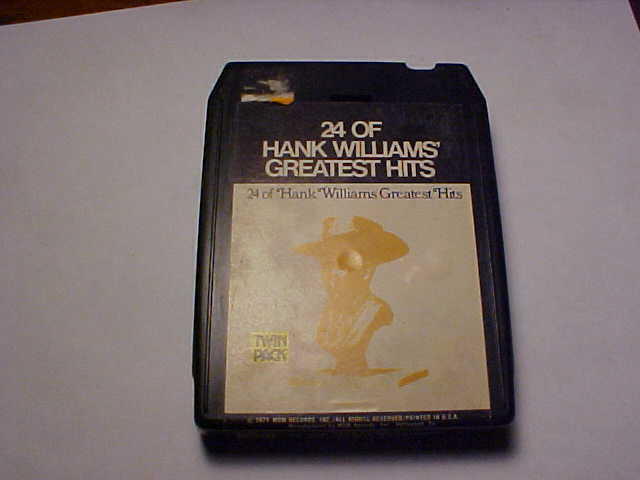 24 OF
HANK WILLIAMS'
GREATEST HITS
24 of "Hank" Williams Greatest "Hits
TWIN
PACK
MGM RECORDS, INC./ALL RIGHTS RESERVED/PRINTED IN U.S.A.